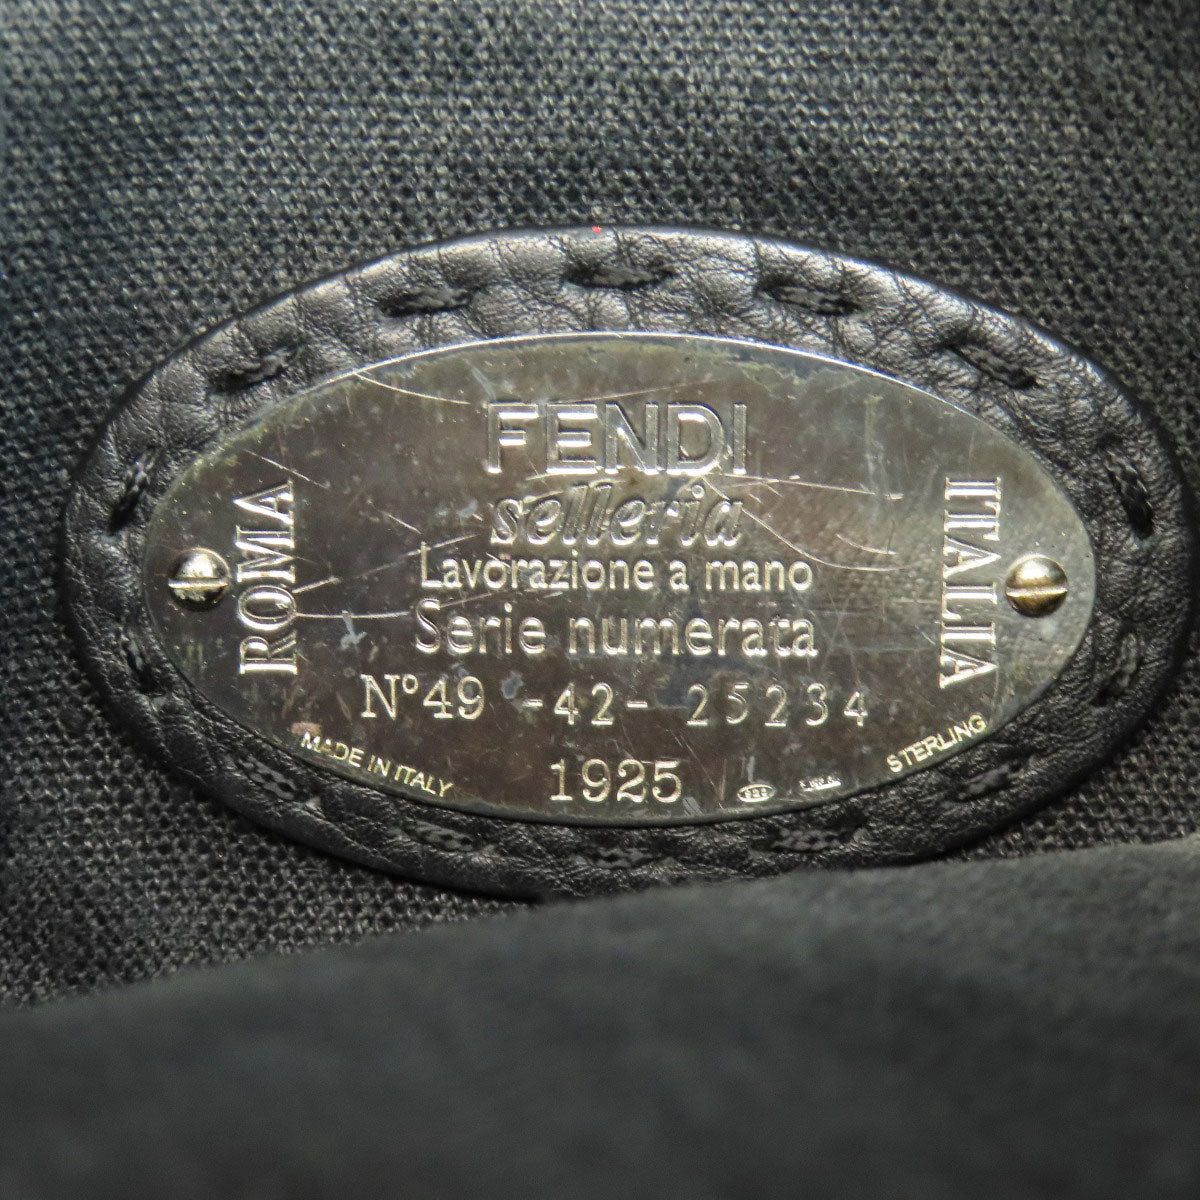 FENDI
selleria
Lavorazione a mano
Serie numerata
N° 49 -42- 25234
1925
ROMA
ITALIA
MADE IN ITALY
STERLING